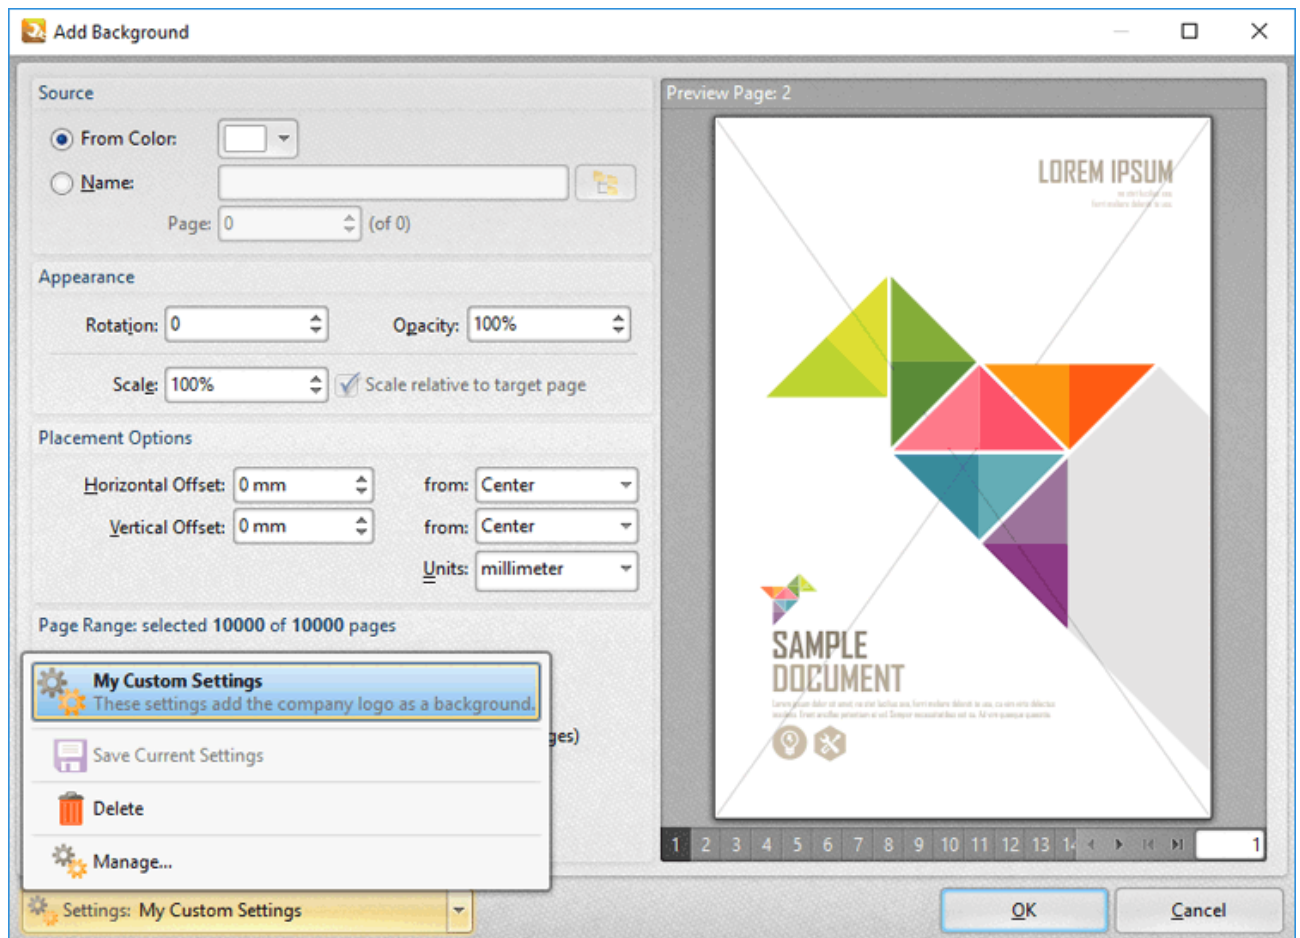 Add Background
Source
From Color:
Name:
Page: 0 (of 0)
Appearance
Rotation: 0 Opacity: 100%
Scale: 100% Scale relative to target page
Placement Options
Horizontal Offset: 0 mm from: Center
Vertical Offset: 0 mm from: Center
Units: millimeter
Page Range: selected 10000 of 10000 pages
My Custom Settings
These settings add the company logo as a background.
ges)
Save Current Settings
Delete
Manage...
Settings: My Custom Settings
Preview Page: 2
LOREM IPSUM
SAMPLE
DOCUMENT
1 2 3 4 5 6 7 8 9 10 11 12 13 1
OK Cancel